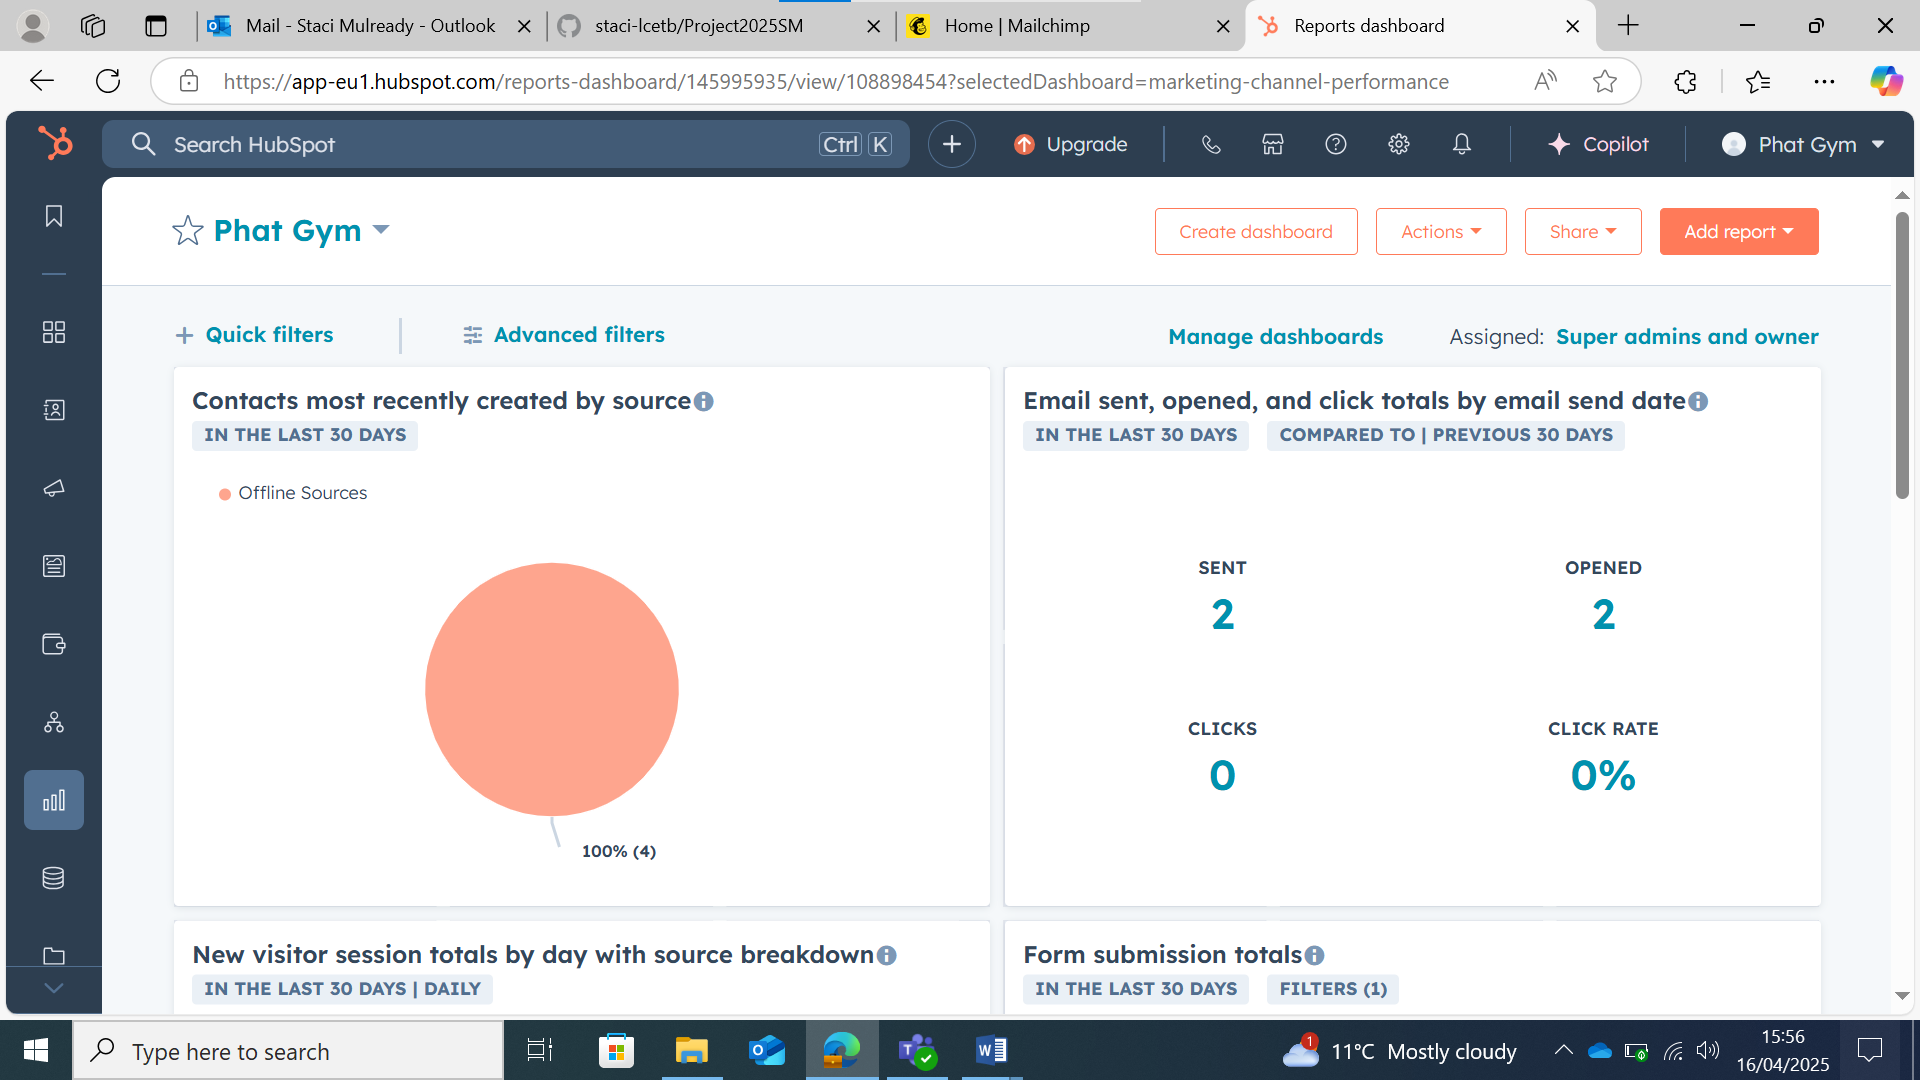 Mail - Staci Mulready - Outlook
staci-lcetb/Project2025SM
Home | Mailchimp
Reports dashboard
https://app-eu1.hubspot.com/reports-dashboard/145995935/view/108898454?selectedDashboard=marketing-channel-performance
Search HubSpot
Ctrl K
Upgrade
Copilot
Phat Gym
Phat Gym
Create dashboard
Actions
Share
Add report
Quick filters
Advanced filters
Manage dashboards
Assigned: Super admins and owner
Contacts most recently created by source
IN THE LAST 30 DAYS
Offline Sources
100% (4)
Email sent, opened, and click totals by email send date
IN THE LAST 30 DAYS
COMPARED TO | PREVIOUS 30 DAYS
SENT
2
OPENED
2
CLICKS
0
CLICK RATE
0%
New visitor session totals by day with source breakdown
IN THE LAST 30 DAYS | DAILY
Form submission totals
IN THE LAST 30 DAYS
FILTERS (1)
Type here to search
1
11°C Mostly cloudy
15:56
16/04/2025